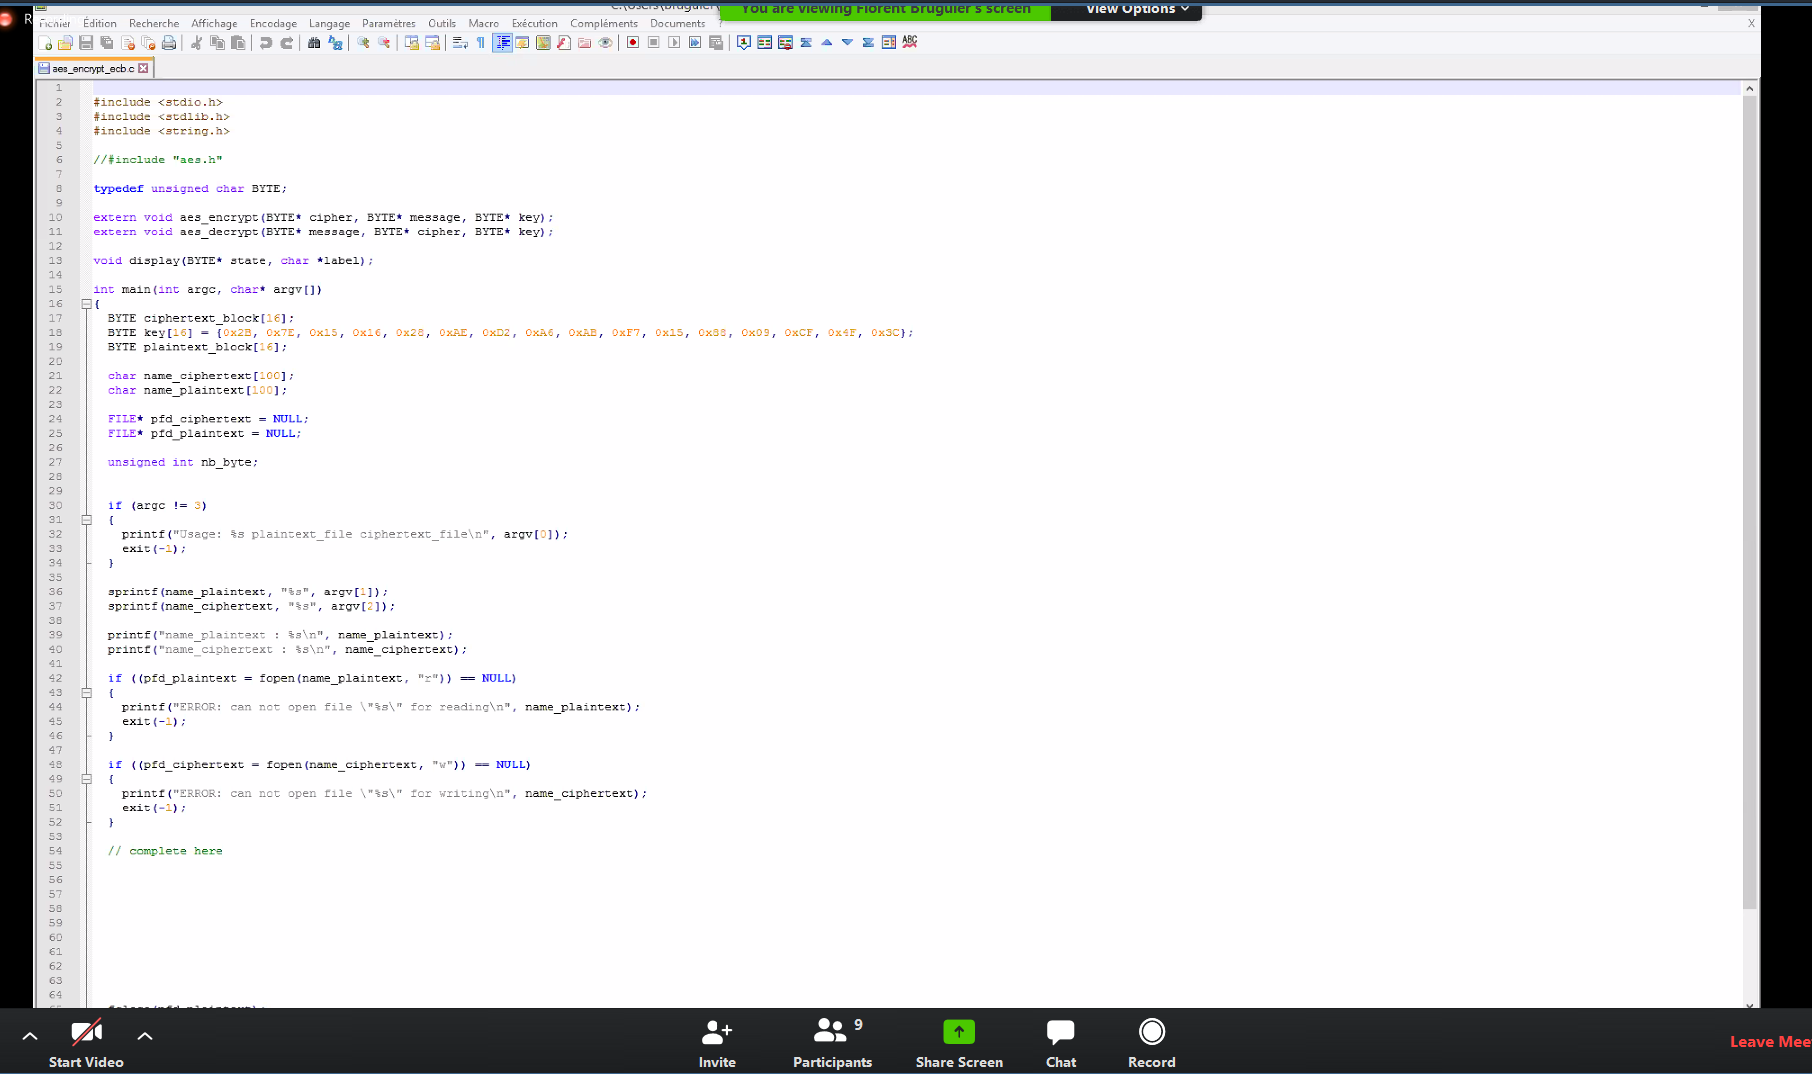 You are viewing Florent Bruguier's screen
View Options
Fichier Édition Recherche Affichage Encodage Langage Paramètres Outils Macro Exécution Compléments Documents ?
X
aes_encrypt_ecb.c
1
2 #include <stdio.h>
3 #include <stdlib.h>
4 #include <string.h>
5
6 //#include "aes.h"
7
8 typedef unsigned char BYTE;
9
10 extern void aes_encrypt(BYTE* cipher, BYTE* message, BYTE* key);
11 extern void aes_decrypt(BYTE* message, BYTE* cipher, BYTE* key);
12
13 void display(BYTE* state, char *label);
14
15 int main(int argc, char* argv[])
16 {
17 BYTE ciphertext_block[16];
18 BYTE key[16] = {0x2B, 0x7E, 0x15, 0x16, 0x28, 0xAE, 0xD2, 0xA6, 0xAB, 0xF7, 0x15, 0x88, 0x09, 0xCF, 0x4F, 0x3C};
19 BYTE plaintext_block[16];
20
21 char name_ciphertext[100];
22 char name_plaintext[100];
23
24 FILE* pfd_ciphertext = NULL;
25 FILE* pfd_plaintext = NULL;
26
27 unsigned int nb_byte;
28
29
30 if (argc != 3)
31 {
32 printf("Usage: %s plaintext_file ciphertext_file\n", argv[0]);
33 exit(-1);
34 }
35
36 sprintf(name_plaintext, "%s", argv[1]);
37 sprintf(name_ciphertext, "%s", argv[2]);
38
39 printf("name_plaintext : %s\n", name_plaintext);
40 printf("name_ciphertext : %s\n", name_ciphertext);
41
42 if ((pfd_plaintext = fopen(name_plaintext, "r")) == NULL)
43 {
44 printf("ERROR: can not open file \"%s\" for reading\n", name_plaintext);
45 exit(-1);
46 }
47
48 if ((pfd_ciphertext = fopen(name_ciphertext, "w")) == NULL)
49 {
50 printf("ERROR: can not open file \"%s\" for writing\n", name_ciphertext);
51 exit(-1);
52 }
53
54 // complete here
55
56
57
58
59
60
61
62
63
64
Start Video
Invite
9
Participants
Share Screen
Chat
Record
Leave Mee